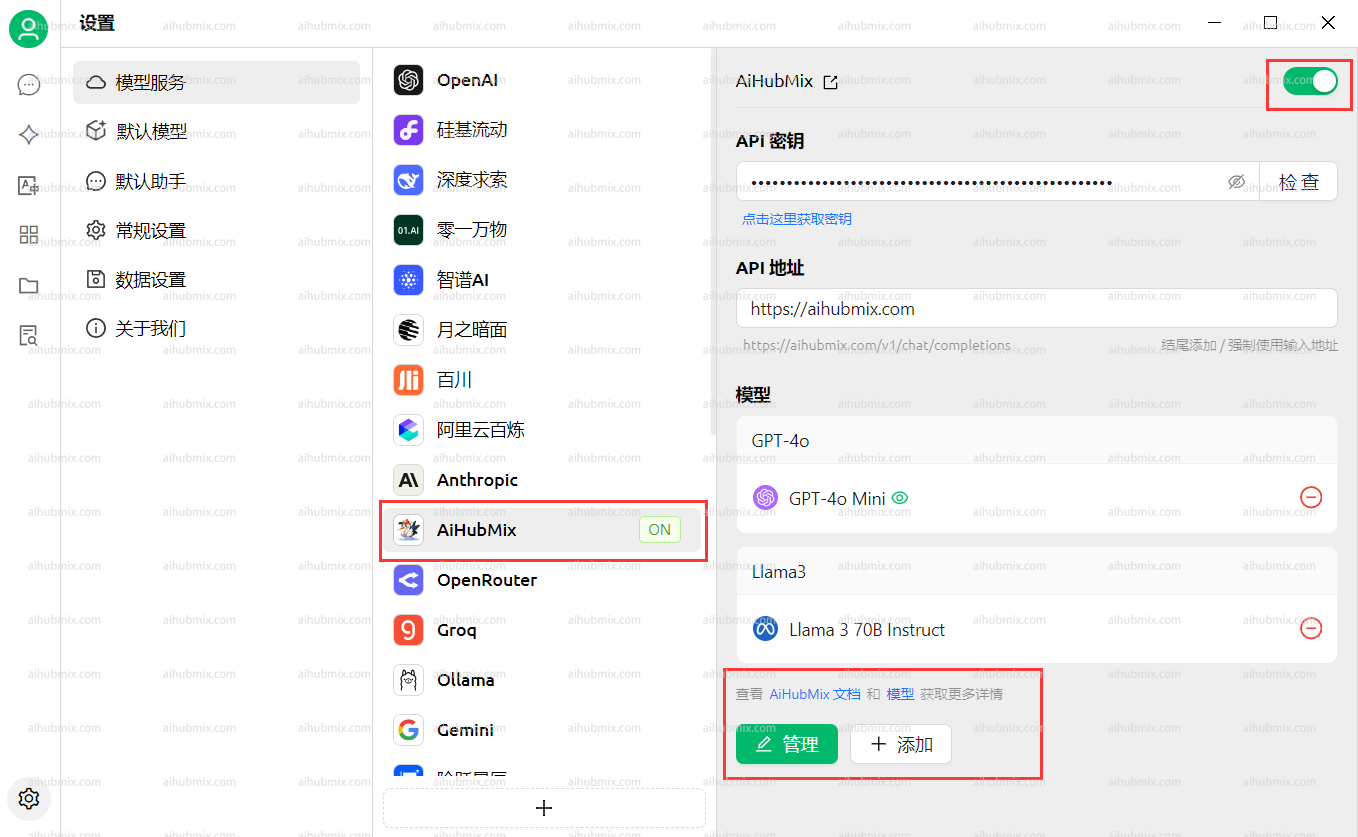 设置
模型服务
默认模型
默认助手
常规设置
数据设置
关于我们
OpenAI
硅基流动
深度求索
01.AI
零一万物
智谱AI
月之暗面
百川
阿里云百炼
Anthropic
AiHubMix
ON
OpenRouter
Groq
Ollama
Gemini
阶跃星辰
AiHubMix
API 密钥
••••••••••••••••••••••••••••••••••••••••••••••••••••
检 查
点击这里获取密钥
API 地址
https://aihubmix.com
https://aihubmix.com/v1/chat/completions
结尾添加 / 强制使用输入地址
模型
GPT-4o
GPT-4o Mini
Llama3
Llama 3 70B Instruct
查看 AiHubMix 文档 和 模型 获取更多详情
管理
添加
aihubmix.com